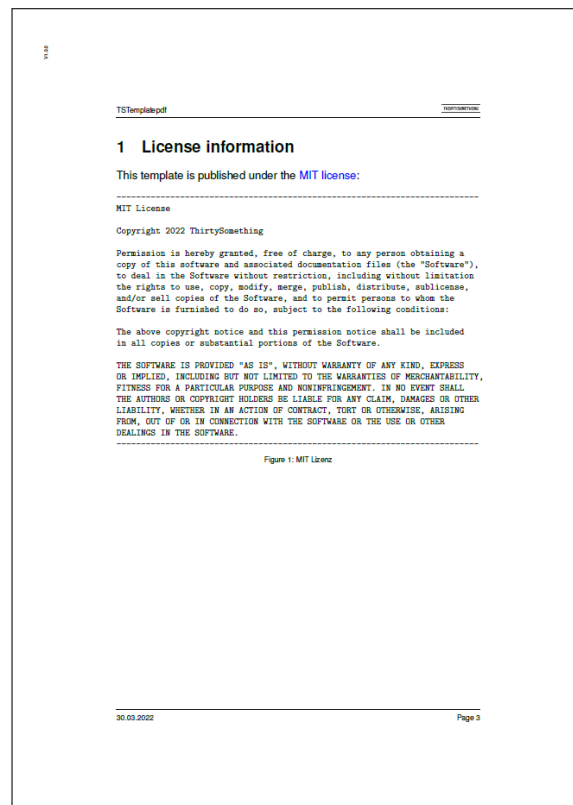 V1.0.0
TSTemplatepdf THIRTYSOMETHING
1 License information
This template is published under the MIT license:
--------------------------------------------------------------------------
MIT License
Copyright 2022 ThirtySomething
Permission is hereby granted, free of charge, to any person obtaining a
copy of this software and associated documentation files (the "Software"),
to deal in the Software without restriction, including without limitation
the rights to use, copy, modify, merge, publish, distribute, sublicense,
and/or sell copies of the Software, and to permit persons to whom the
Software is furnished to do so, subject to the following conditions:
The above copyright notice and this permission notice shall be included
in all copies or substantial portions of the Software.
THE SOFTWARE IS PROVIDED "AS IS", WITHOUT WARRANTY OF ANY KIND, EXPRESS
OR IMPLIED, INCLUDING BUT NOT LIMITED TO THE WARRANTIES OF MERCHANTABILITY,
FITNESS FOR A PARTICULAR PURPOSE AND NONINFRINGEMENT. IN NO EVENT SHALL
THE AUTHORS OR COPYRIGHT HOLDERS BE LIABLE FOR ANY CLAIM, DAMAGES OR OTHER
LIABILITY, WHETHER IN AN ACTION OF CONTRACT, TORT OR OTHERWISE, ARISING
FROM, OUT OF OR IN CONNECTION WITH THE SOFTWARE OR THE USE OR OTHER
DEALINGS IN THE SOFTWARE.
--------------------------------------------------------------------------
Figure 1: MIT Lizenz
30.03.2022 Page 3